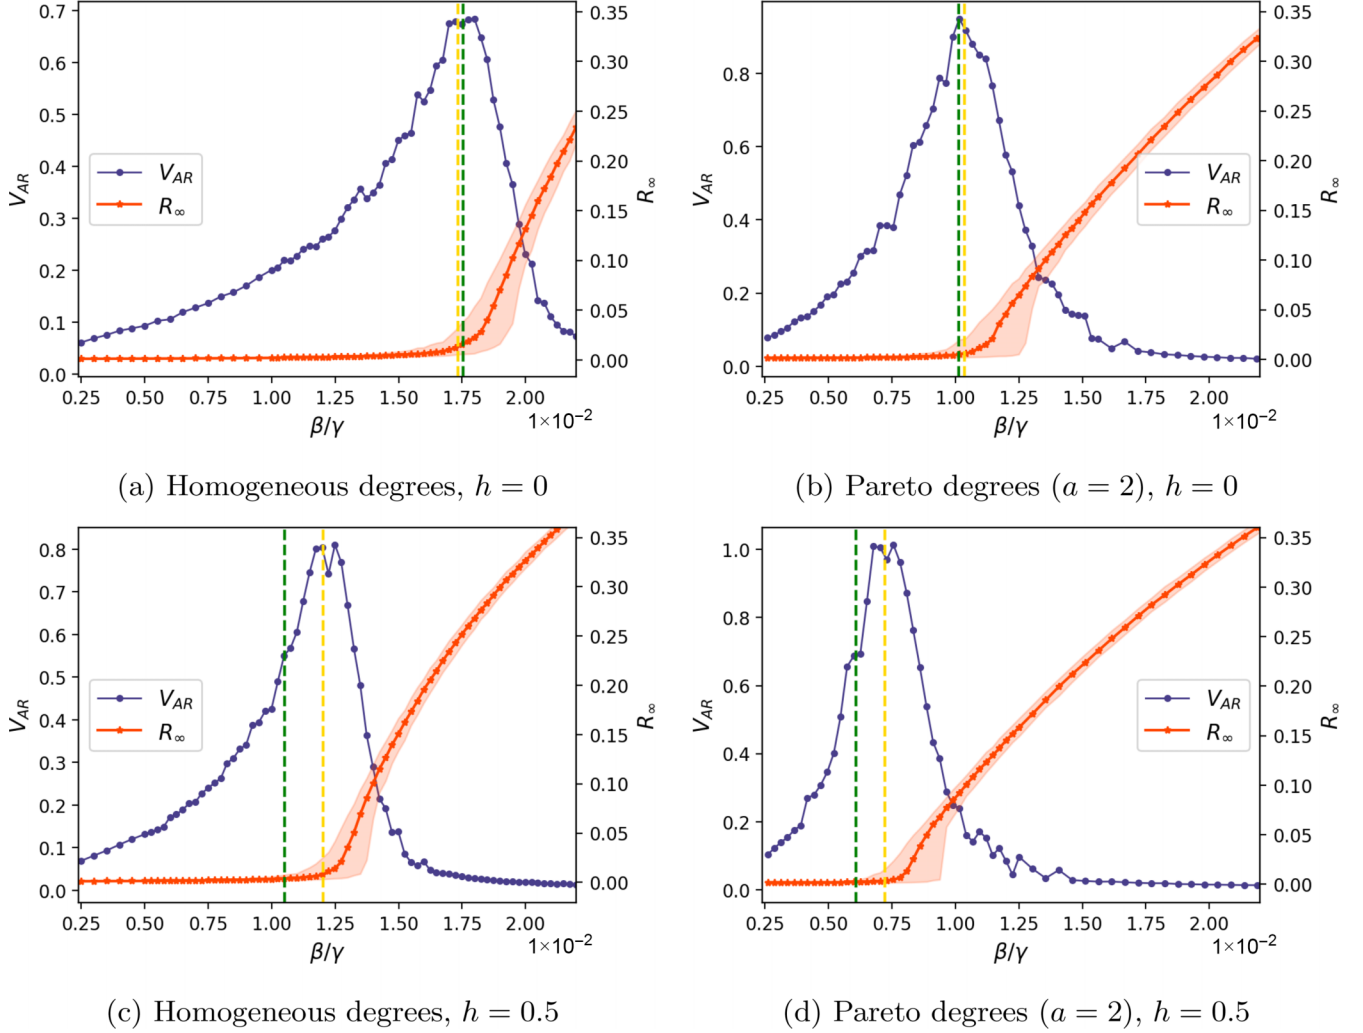 0.7
0.6
0.5
0.4
0.3
0.2
0.1
0.0
V_AR
0.35
0.30
0.25
0.20
0.15
0.10
0.05
0.00
R_∞
V_AR
R_∞
0.25 0.50 0.75 1.00 1.25 1.50 1.75 2.00
1×10⁻²
β/γ
(a) Homogeneous degrees, h = 0
0.8
0.6
0.4
0.2
0.0
V_AR
0.35
0.30
0.25
0.20
0.15
0.10
0.05
0.00
R_∞
V_AR
R_∞
0.25 0.50 0.75 1.00 1.25 1.50 1.75 2.00
1×10⁻²
β/γ
(b) Pareto degrees (a = 2), h = 0
0.8
0.7
0.6
0.5
0.4
0.3
0.2
0.1
0.0
V_AR
0.35
0.30
0.25
0.20
0.15
0.10
0.05
0.00
R_∞
V_AR
R_∞
0.25 0.50 0.75 1.00 1.25 1.50 1.75 2.00
1×10⁻²
β/γ
(c) Homogeneous degrees, h = 0.5
1.0
0.8
0.6
0.4
0.2
0.0
V_AR
0.35
0.30
0.25
0.20
0.15
0.10
0.05
0.00
R_∞
V_AR
R_∞
0.25 0.50 0.75 1.00 1.25 1.50 1.75 2.00
1×10⁻²
β/γ
(d) Pareto degrees (a = 2), h = 0.5